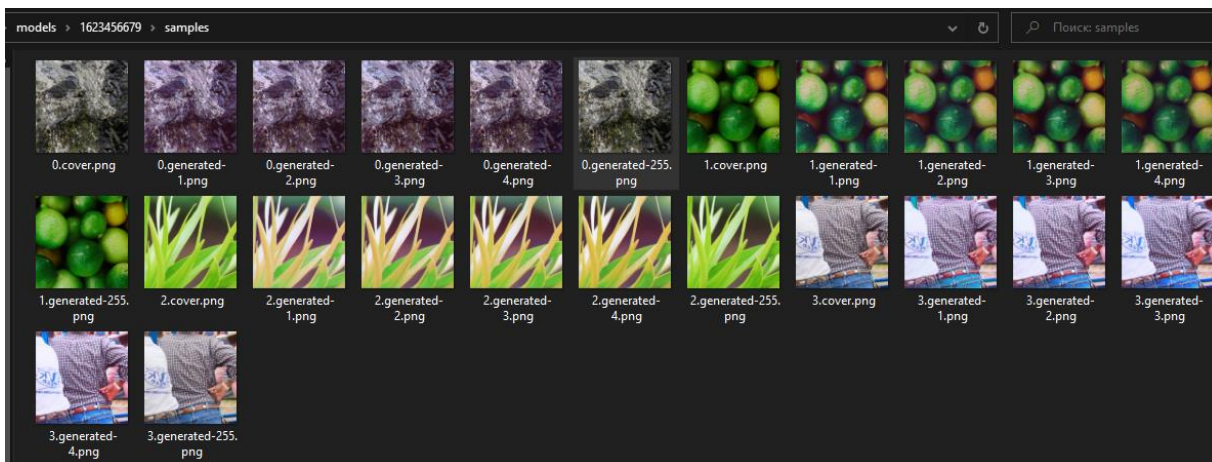 models > 1623456679 > samples
Поиск: samples
0.cover.png
0.generated-
1.png
0.generated-
2.png
0.generated-
3.png
0.generated-
4.png
0.generated-255.
png
1.cover.png
1.generated-
1.png
1.generated-
2.png
1.generated-
3.png
1.generated-
4.png
1.generated-255.
png
2.cover.png
2.generated-
1.png
2.generated-
2.png
2.generated-
3.png
2.generated-
4.png
2.generated-255.
png
3.cover.png
3.generated-
1.png
3.generated-
2.png
3.generated-
3.png
3.generated-
4.png
3.generated-255.
png